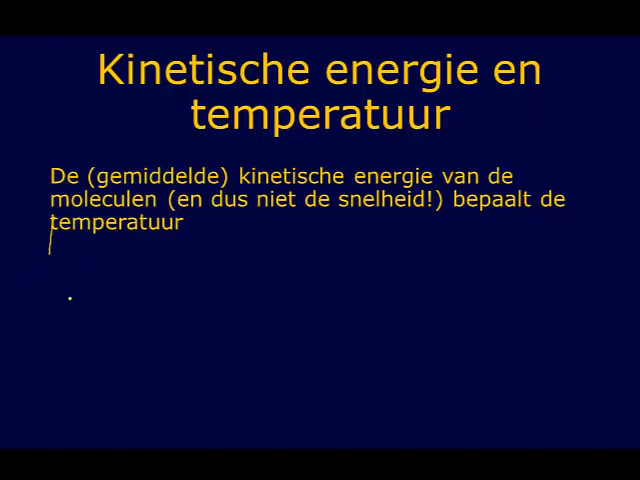 Kinetische energie en
temperatuur
De (gemiddelde) kinetische energie van de
moleculen (en dus niet de snelheid!) bepaalt de
temperatuur